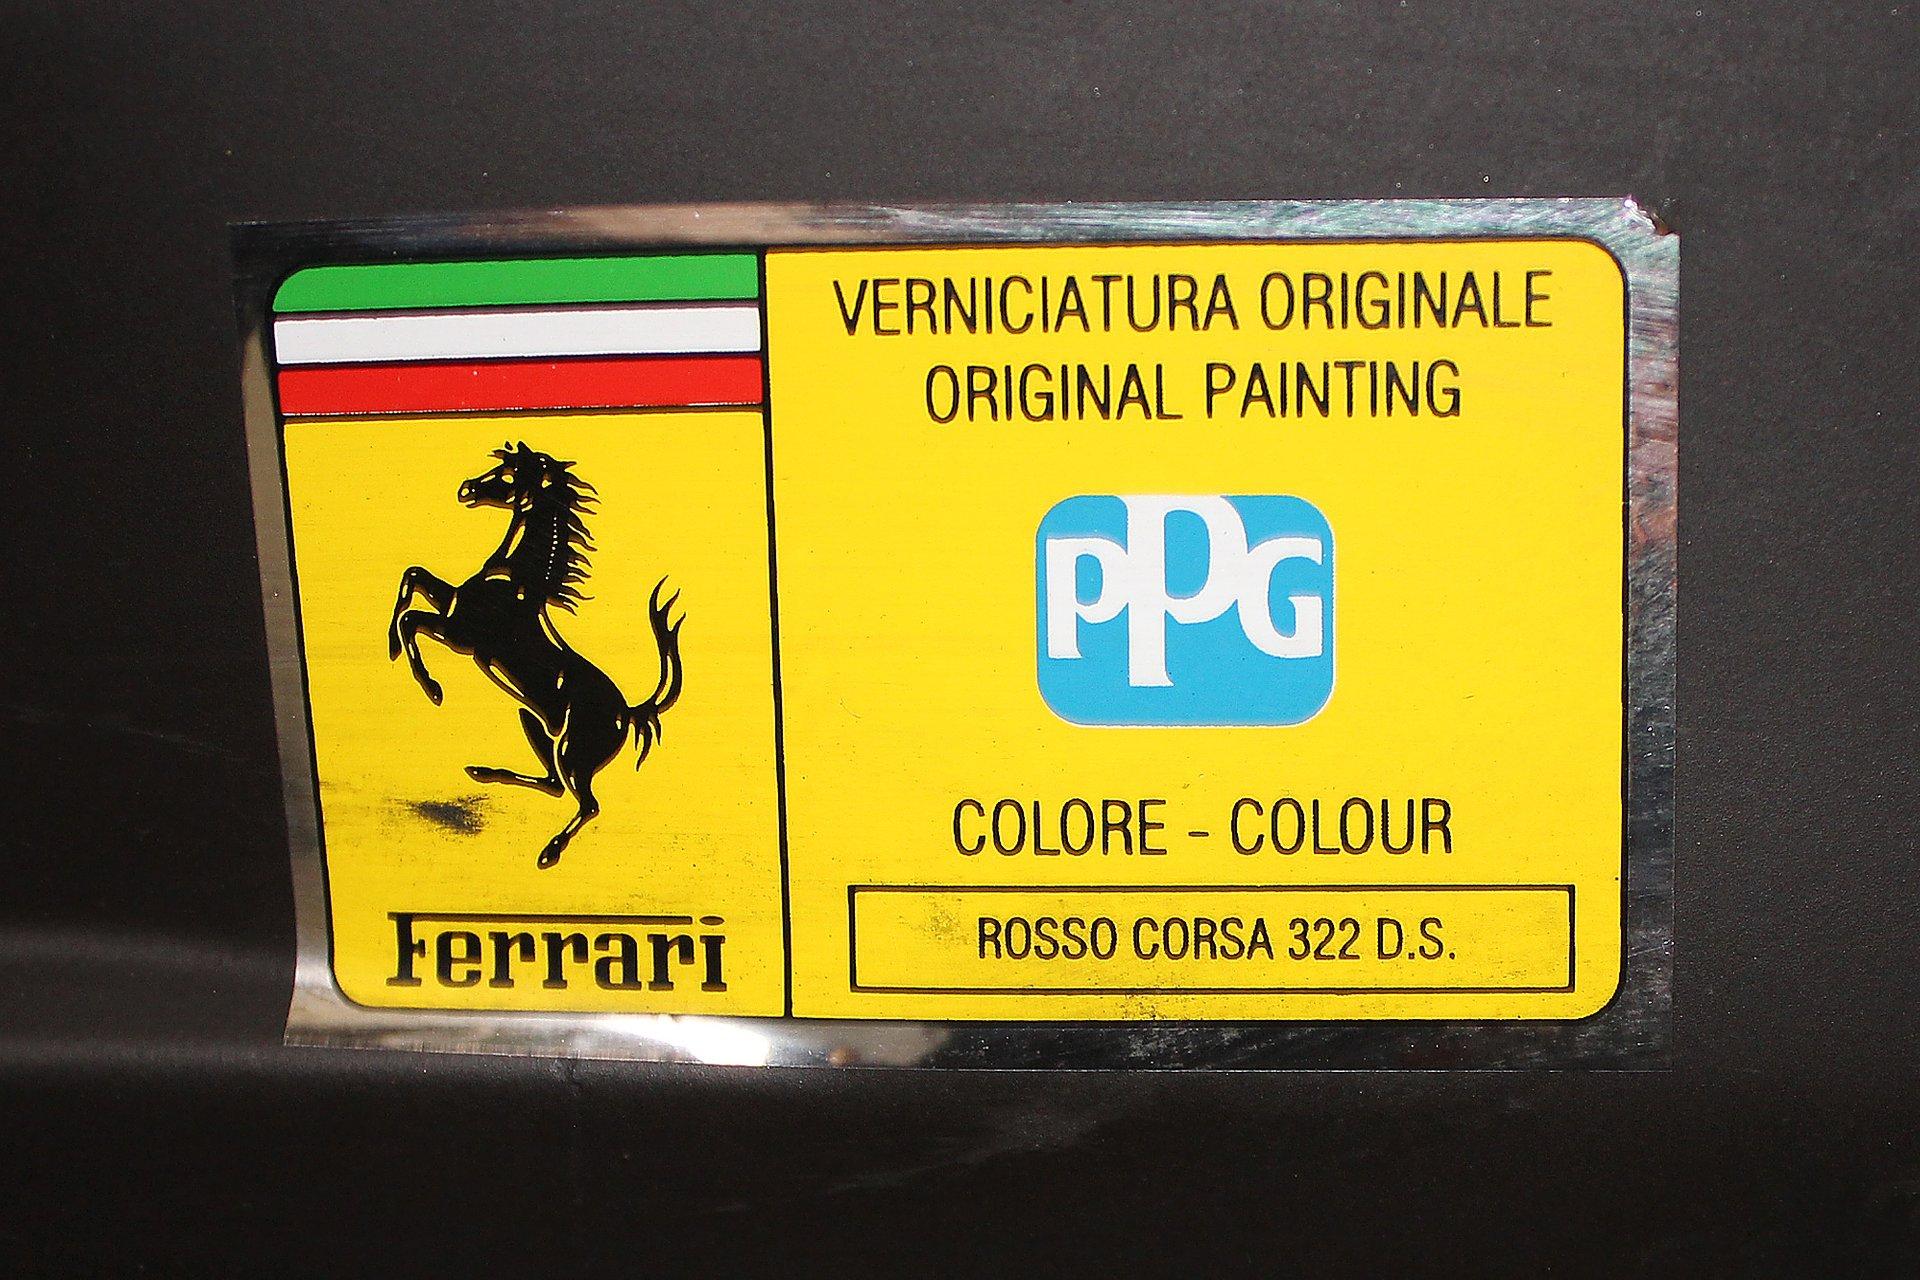 VERNICIATURA ORIGINALE
ORIGINAL PAINTING
PPG
COLORE - COLOUR
ROSSO CORSA 322 D.S.
Ferrari